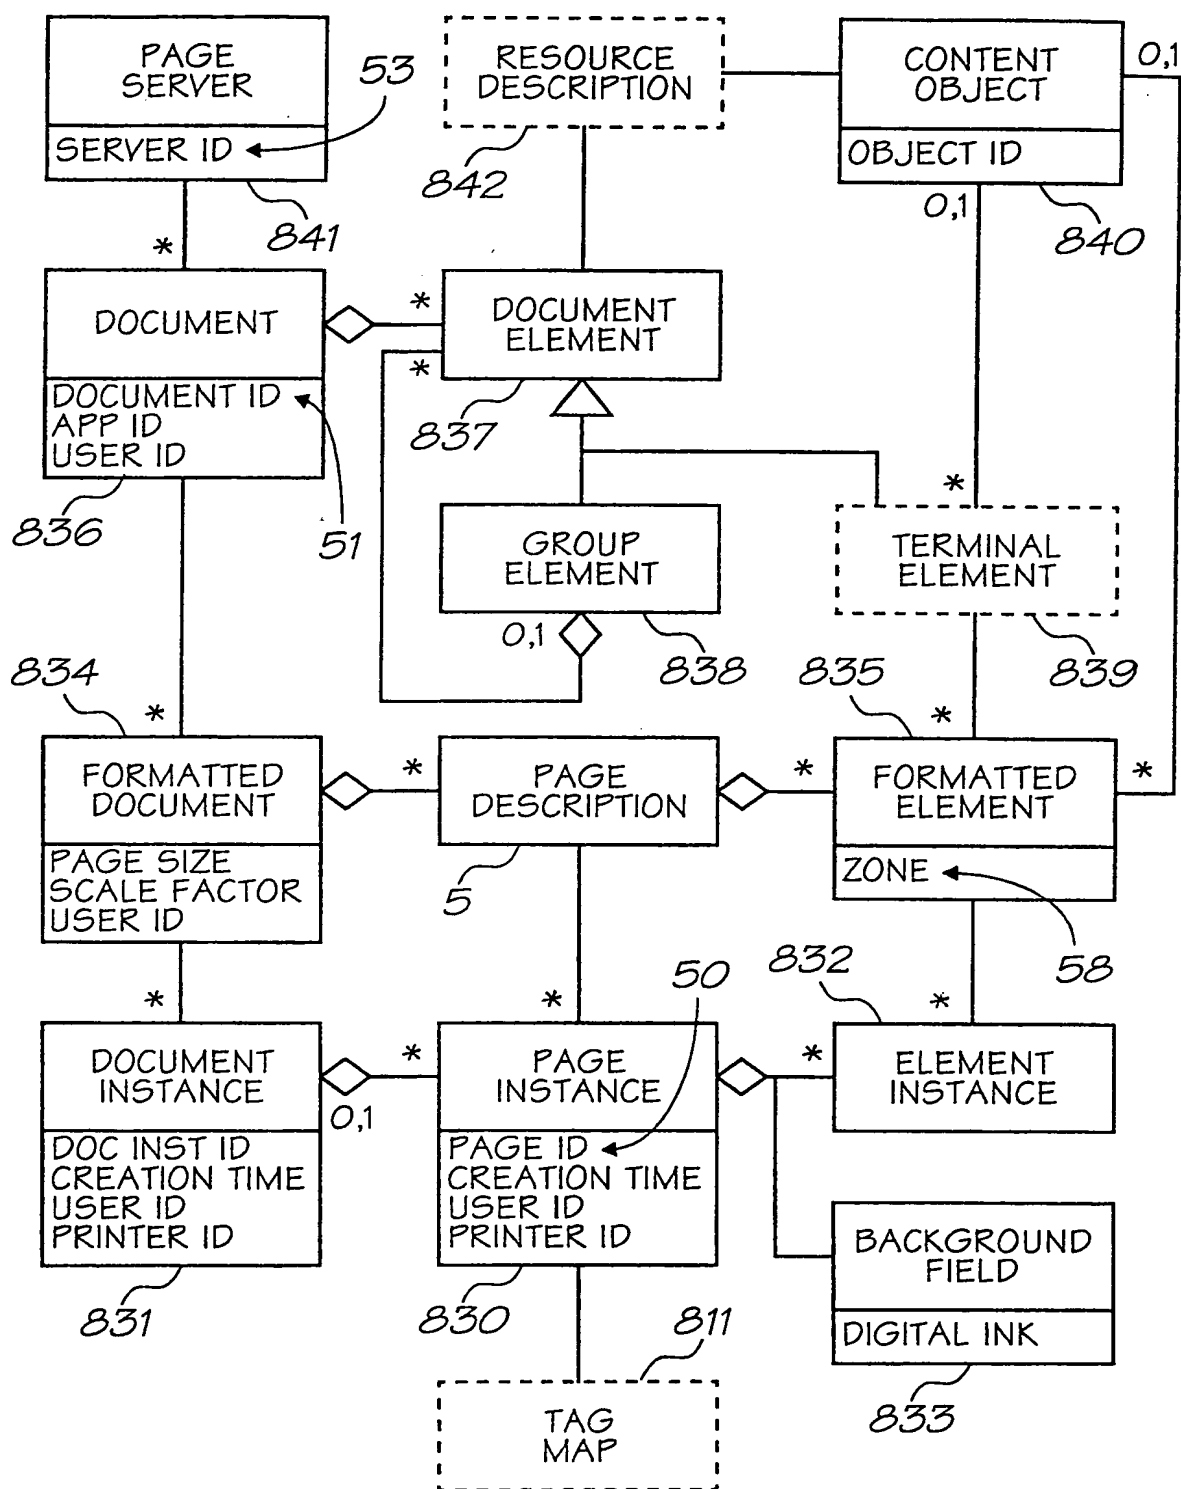 PAGE
SERVER
SERVER ID
53
841
*
RESOURCE
DESCRIPTION
842
CONTENT
OBJECT
OBJECT ID
0,1
0,1
840
DOCUMENT
DOCUMENT ID
APP ID
USER ID
836
51
*
*
DOCUMENT
ELEMENT
837
GROUP
ELEMENT
0,1
838
*
TERMINAL
ELEMENT
839
834
*
FORMATTED
DOCUMENT
PAGE SIZE
SCALE FACTOR
USER ID
*
PAGE
DESCRIPTION
5
*
835
*
*
FORMATTED
ELEMENT
ZONE
58
*
DOCUMENT
INSTANCE
DOC INST ID
CREATION TIME
USER ID
PRINTER ID
831
0,1
*
*
50
PAGE
INSTANCE
PAGE ID
CREATION TIME
USER ID
PRINTER ID
830
*
832
*
ELEMENT
INSTANCE
BACKGROUND
FIELD
DIGITAL INK
833
811
TAG
MAP